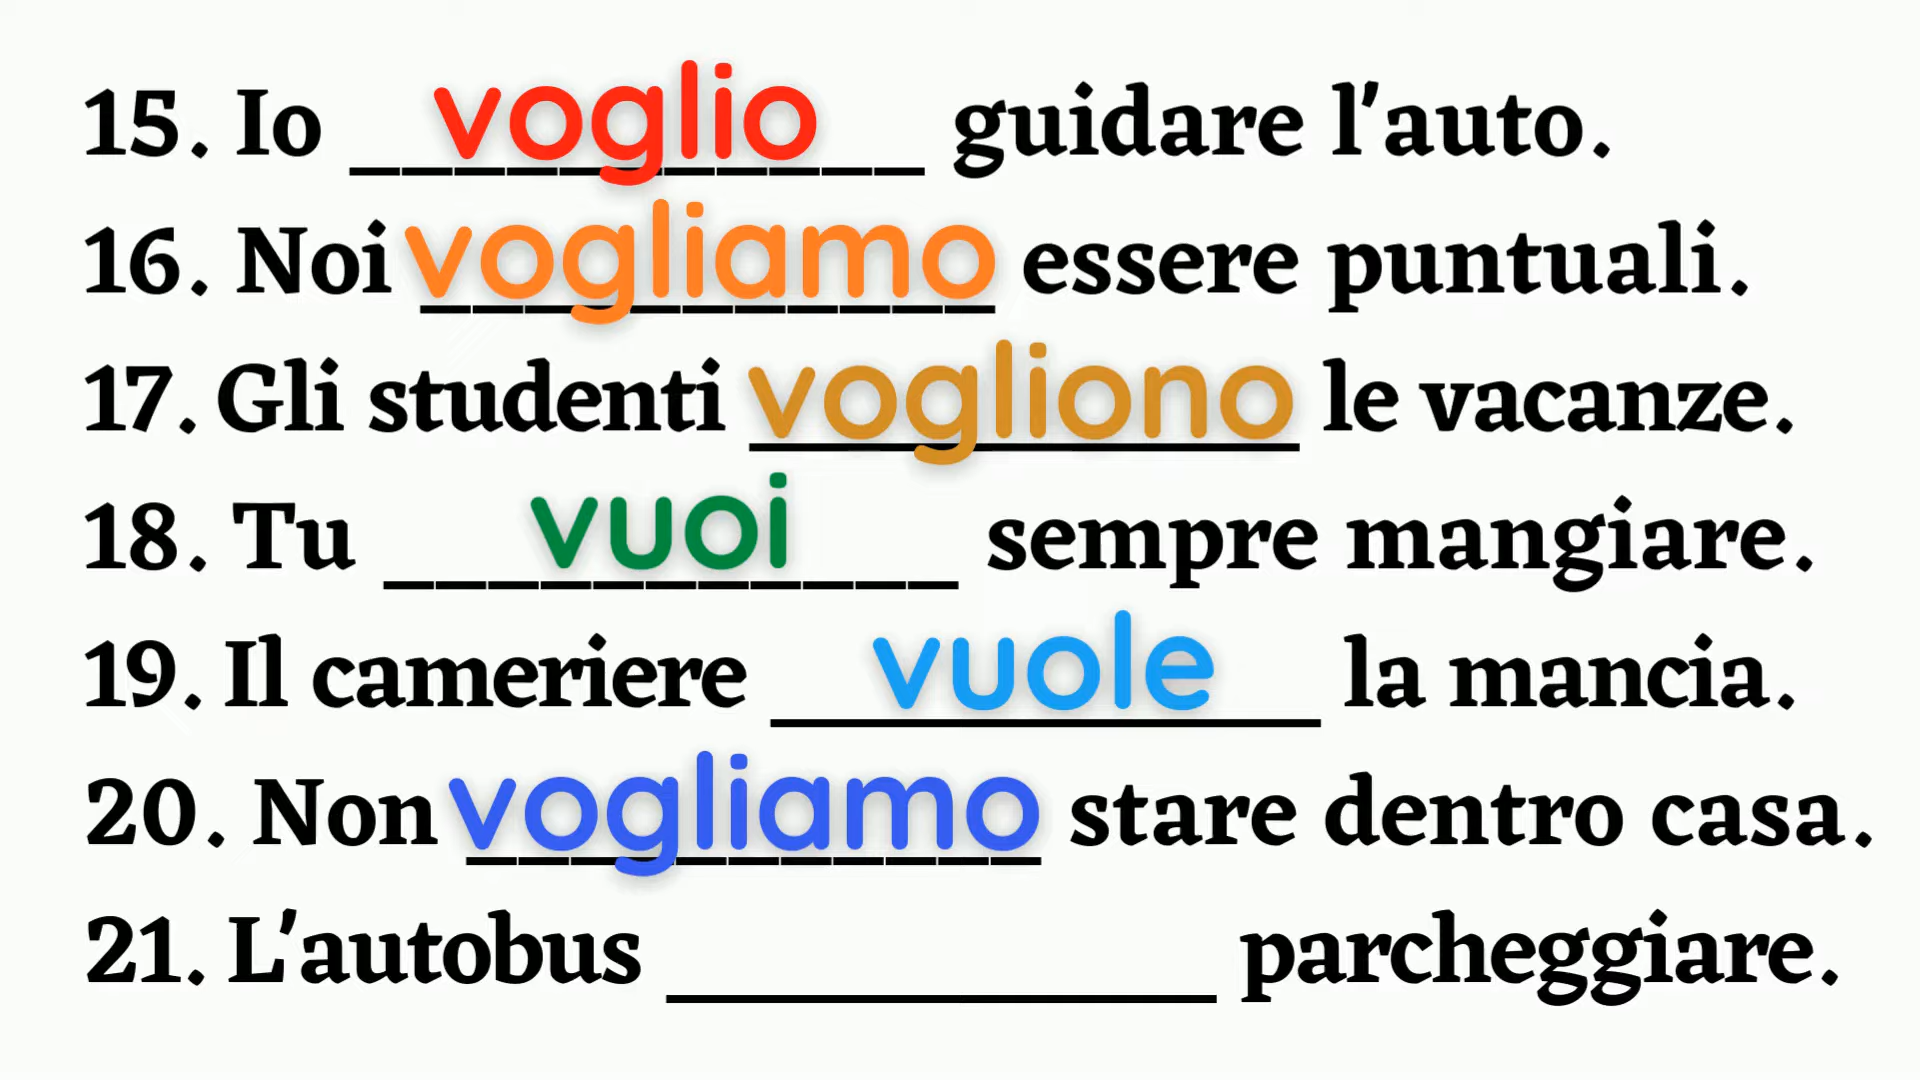 15. Io voglio guidare l'auto.
16. Noi vogliamo essere puntuali.
17. Gli studenti vogliono le vacanze.
18. Tu vuoi sempre mangiare.
19. Il cameriere vuole la mancia.
20. Non vogliamo stare dentro casa.
21. L'autobus ___________ parcheggiare.